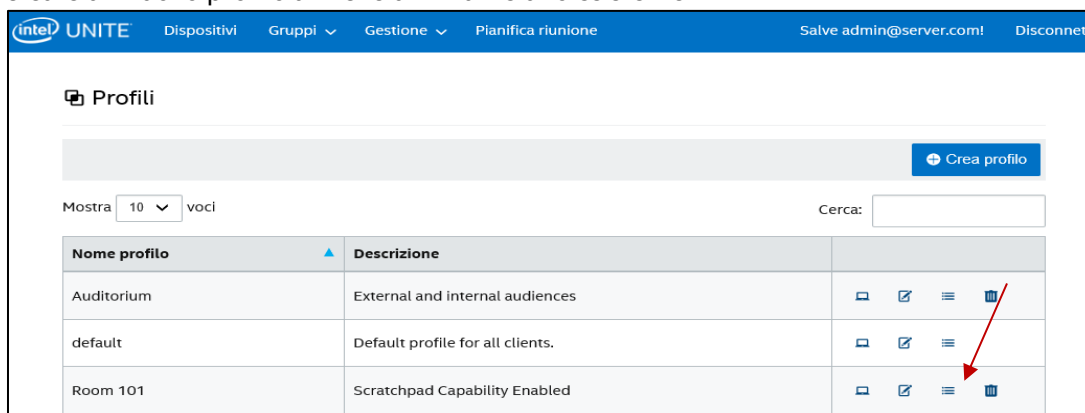 intel UNITE Dispositivi Gruppi Gestione Pianifica riunione Salve admin@server.com! Disconnet
Profili
Crea profilo
Mostra 10 voci Cerca:
Nome profilo Descrizione
Auditorium External and internal audiences
default Default profile for all clients.
Room 101 Scratchpad Capability Enabled